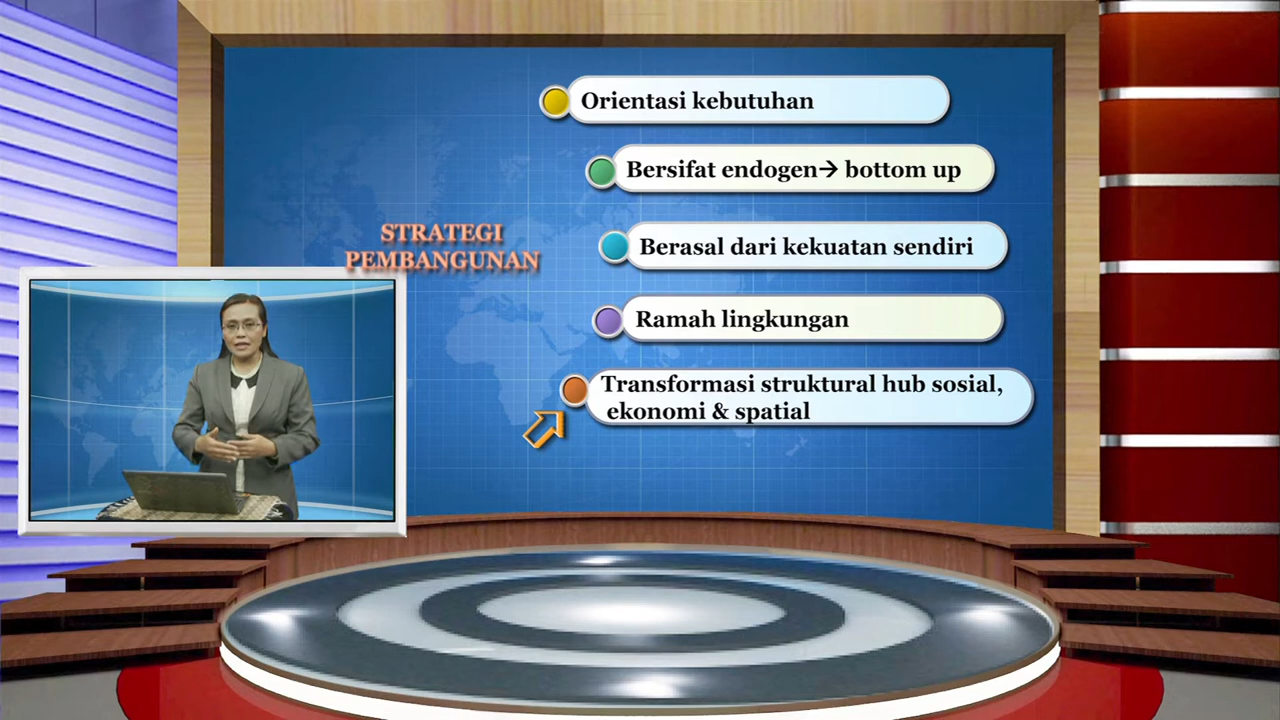 STRATEGI
PEMBANGUNAN
Orientasi kebutuhan
Bersifat endogen→ bottom up
Berasal dari kekuatan sendiri
Ramah lingkungan
Transformasi struktural hub sosial,
ekonomi & spatial